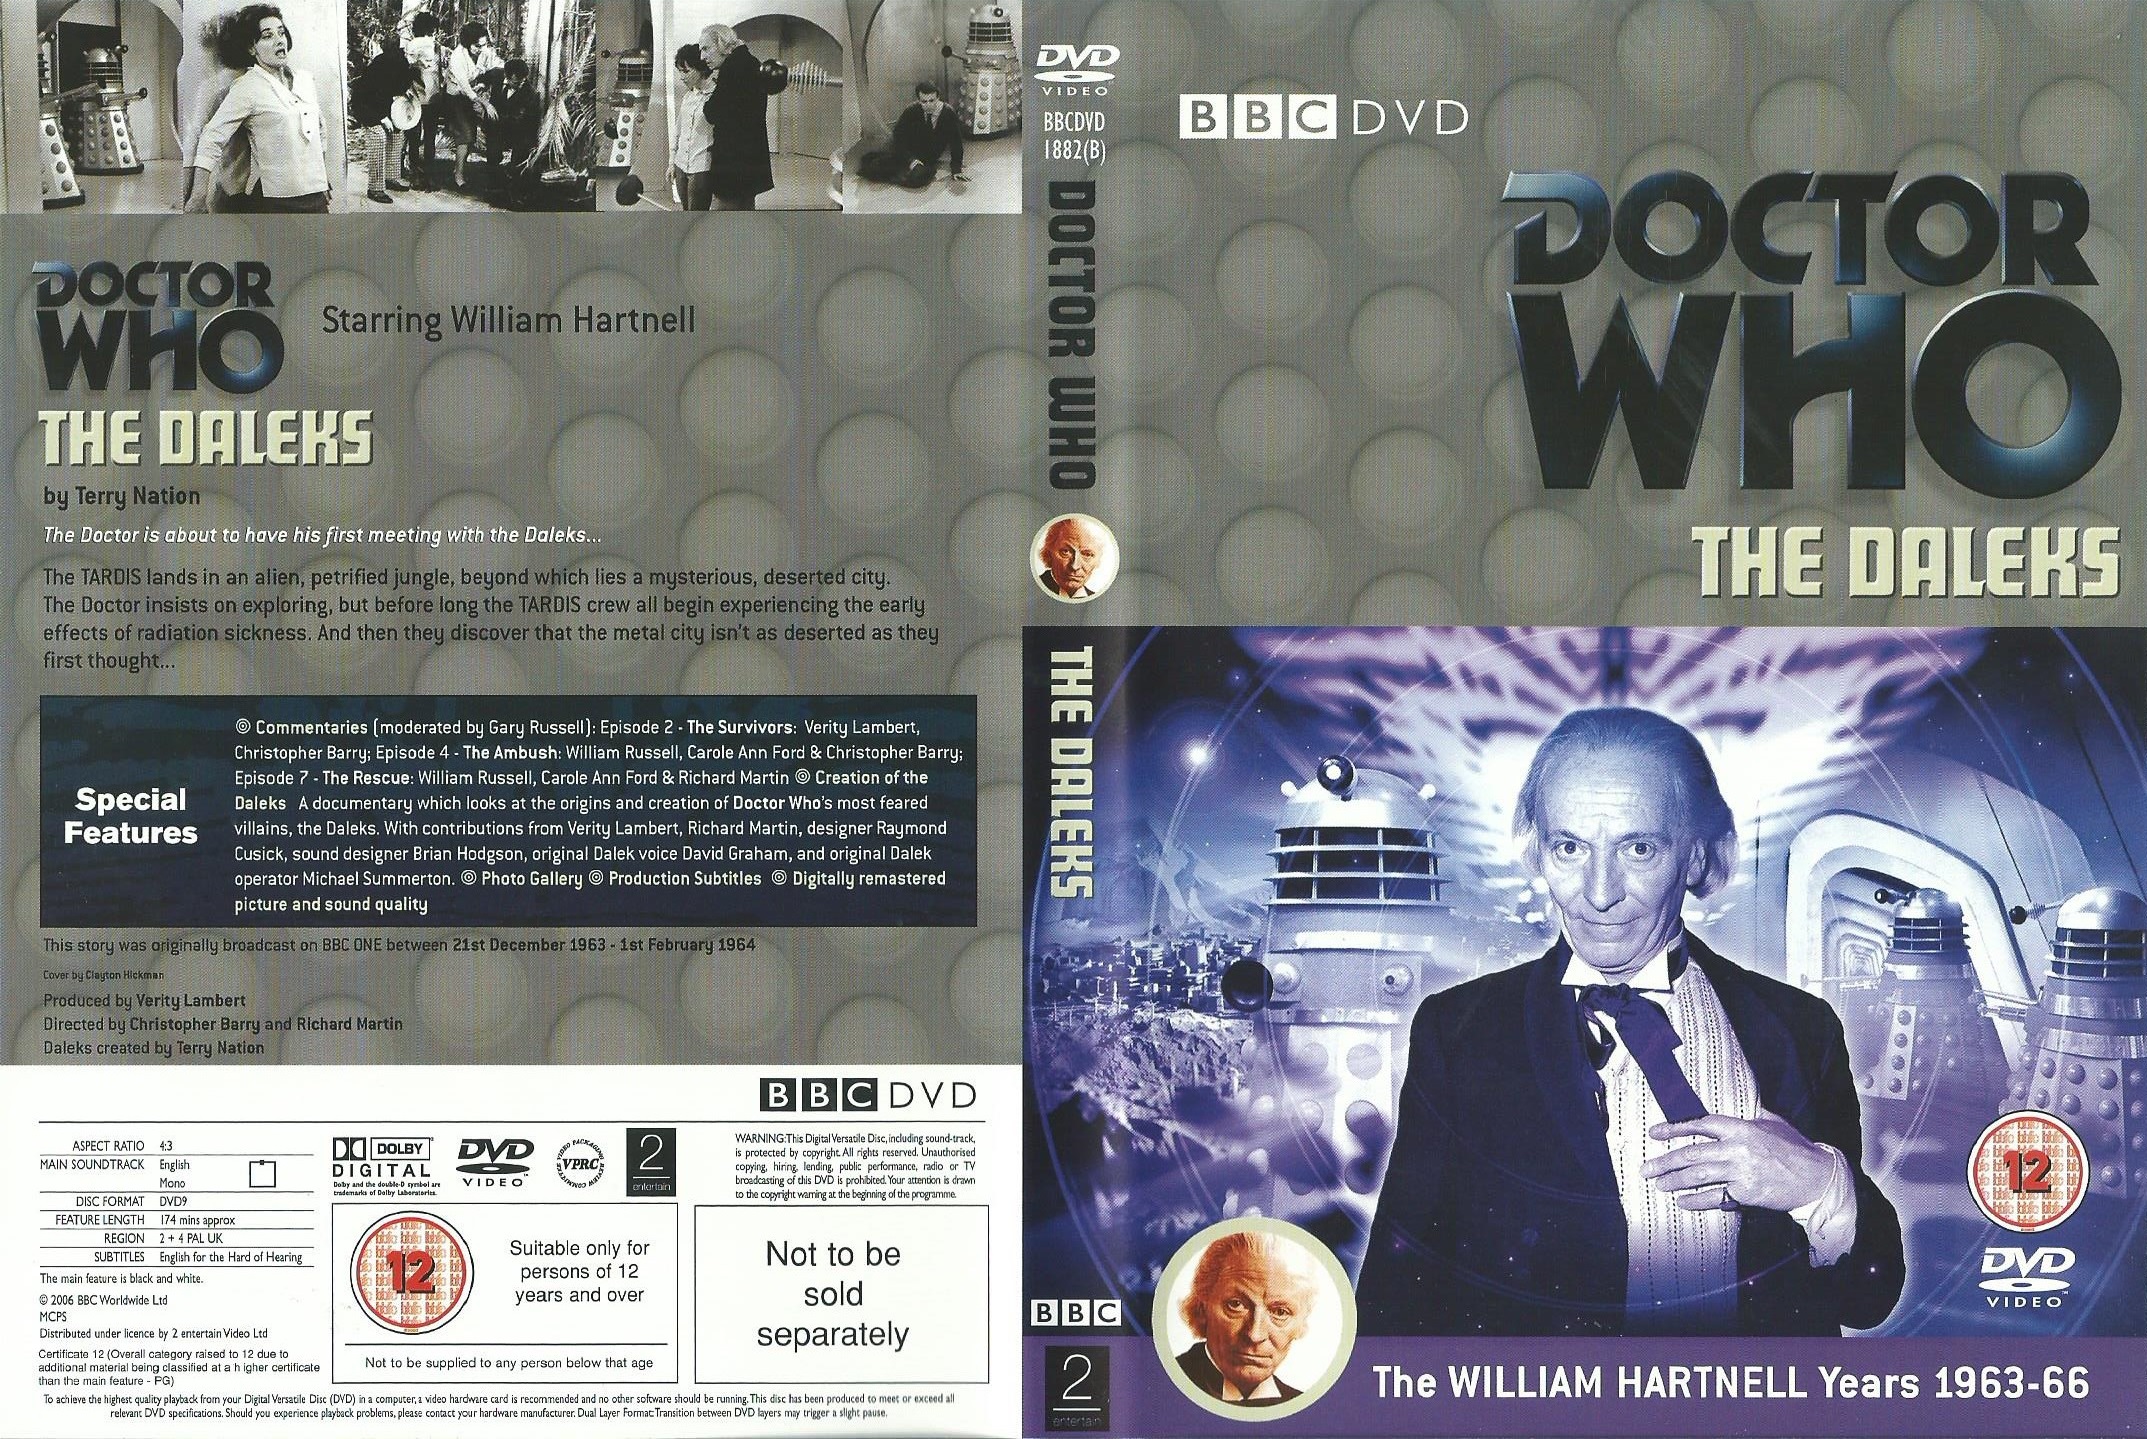 DOCTOR
WHO
Starring William Hartnell
THE DALEKS
by Terry Nation
The Doctor is about to have his first meeting with the Daleks...
The TARDIS lands in an alien, petrified jungle, beyond which lies a mysterious, deserted city.
The Doctor insists on exploring, but before long the TARDIS crew all begin experiencing the early
effects of radiation sickness. And then they discover that the metal city isn't as deserted as they
first thought...
Special
Features
◎ Commentaries (moderated by Gary Russell): Episode 2 - The Survivors: Verity Lambert,
Christopher Barry; Episode 4 - The Ambush: William Russell, Carole Ann Ford & Christopher Barry;
Episode 7 - The Rescue: William Russell, Carole Ann Ford & Richard Martin ◎ Creation of the
Daleks A documentary which looks at the origins and creation of Doctor Who's most feared
villains, the Daleks. With contributions from Verity Lambert, Richard Martin, designer Raymond
Cusick, sound designer Brian Hodgson, original Dalek voice David Graham, and original Dalek
operator Michael Summerton. ◎ Photo Gallery ◎ Production Subtitles ◎ Digitally remastered
picture and sound quality
This story was originally broadcast on BBC ONE between 21st December 1963 - 1st February 1964
Cover by Clayton Hickman
Produced by Verity Lambert
Directed by Christopher Barry and Richard Martin
Daleks created by Terry Nation
BBC DVD
ASPECT RATIO 4:3
MAIN SOUNDTRACK English
Mono
DISC FORMAT DVD9
FEATURE LENGTH 174 mins approx
REGION 2 + 4 PAL UK
SUBTITLES English for the Hard of Hearing
The main feature is black and white.
© 2006 BBC Worldwide Ltd
MCPS
Distributed under licence by 2 entertain Video Ltd
Certificate 12 (Overall category raised to 12 due to
additional material being classified at a h igher certificate
than the main feature - PG)
DOLBY
DIGITAL
Dolby and the double-D symbol are
trademarks of Dolby Laboratories.
DVD
VIDEO
VIDEO PACKAGING REVIEW COMMITTEE
VPRC
2
entertain
WARNING:This Digital Versatile Disc, including sound-track,
is protected by copyright. All rights reserved. Unauthorised
copying, hiring, lending, public performance, radio or TV
broadcasting of this DVD is prohibited. Your attention is drawn
to the copyright warning at the beginning of the programme.
12
Suitable only for
persons of 12
years and over
Not to be supplied to any person below that age
Not to be
sold
separately
To achieve the highest quality playback from your Digital Versatile Disc (DVD) in a computer, a video hardware card is recommended and no other software should be running. This disc has been produced to meet or exceed all
relevant DVD specifications. Should you experience playback problems, please contact your hardware manufacturer. Dual Layer Format:Transition between DVD layers may trigger a slight pause.
DVD
VIDEO
BBCDVD
1882(B)
DOCTOR WHO
THE DALEKS
BBC
2
entertain
BBC DVD
DOCTOR
WHO
THE DALEKS
12
DVD
VIDEO
The WILLIAM HARTNELL Years 1963-66